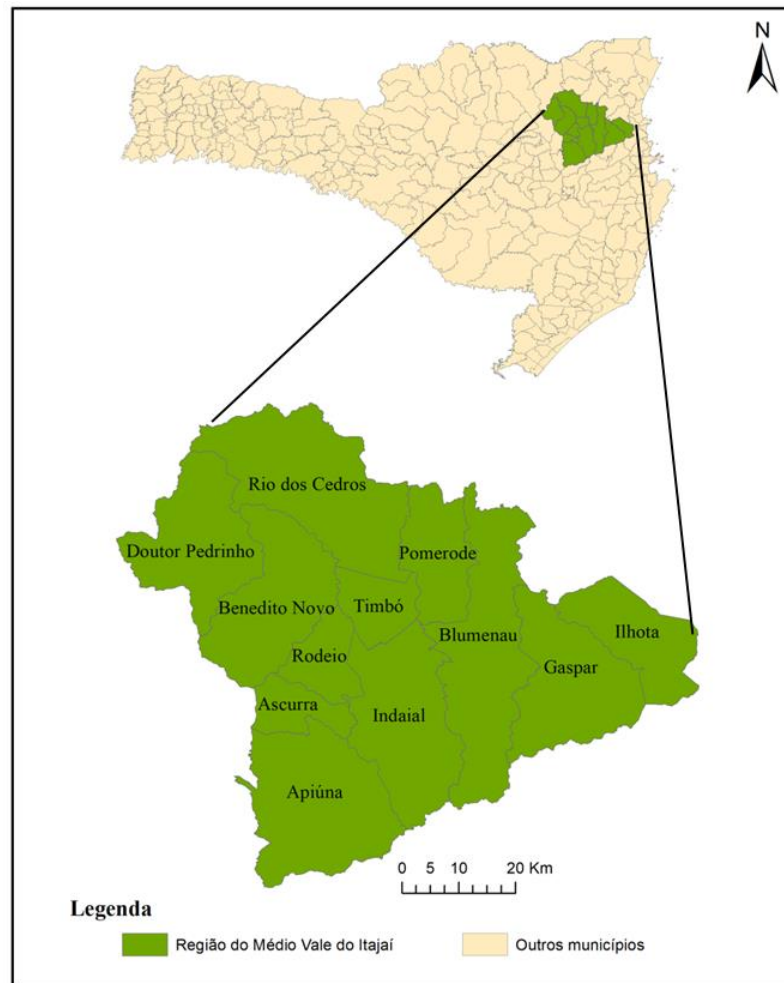 N
Rio dos Cedros
Doutor Pedrinho
Pomerode
Benedito Novo
Timbó
Ilhota
Blumenau
Rodeio
Gaspar
Ascurra
Indaial
Apiúna
0 5 10 20 Km
Legenda
Região do Médio Vale do Itajaí
Outros municípios